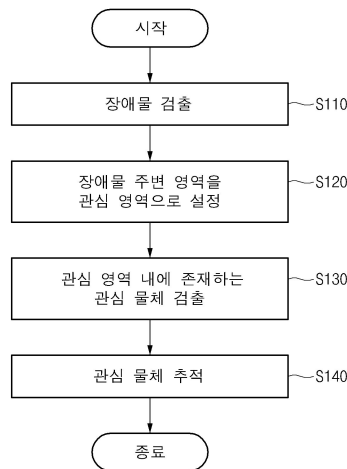 시작
장애물 검출
S110
장애물 주변 영역을
관심 영역으로 설정
S120
관심 영역 내에 존재하는
관심 물체 검출
S130
관심 물체 추적
S140
종료